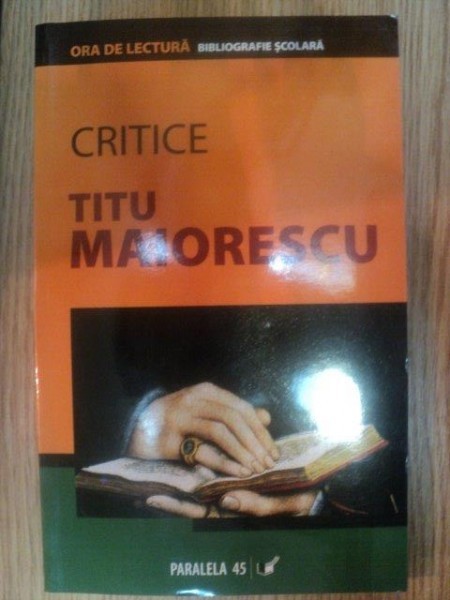 ORA DE LECTURĂ BIBLIOGRAFIE ȘCOLARĂ
CRITICE
TITU
MAIORESCU
PARALELA 45